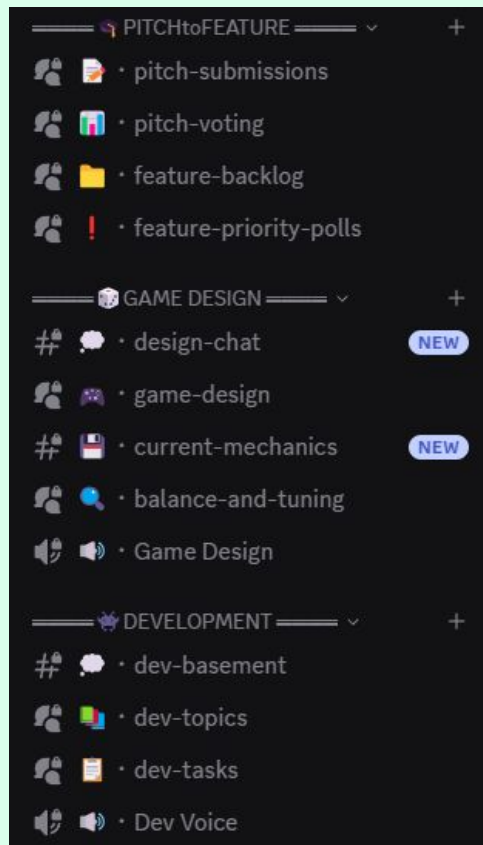 PITCHtoFEATURE
pitch-submissions
pitch-voting
feature-backlog
feature-priority-polls
GAME DESIGN
design-chat NEW
game-design
current-mechanics NEW
balance-and-tuning
Game Design
DEVELOPMENT
dev-basement
dev-topics
dev-tasks
Dev Voice